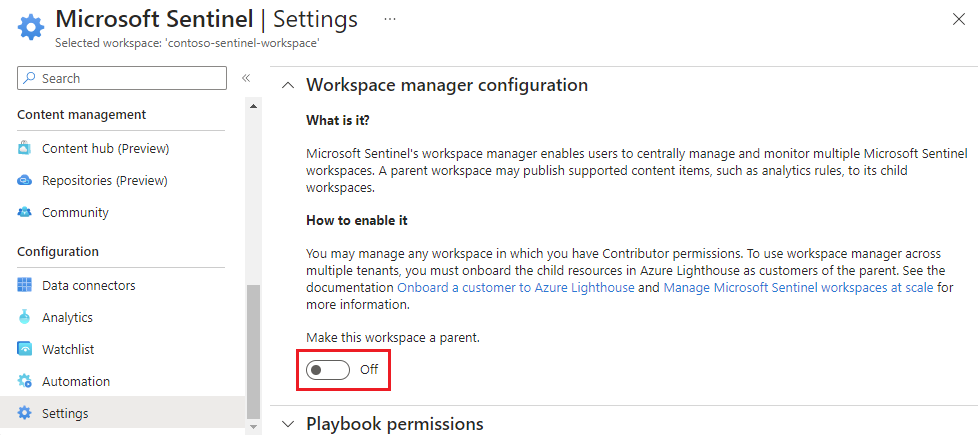 Microsoft Sentinel | Settings ...
Selected workspace: 'contoso-sentinel-workspace'
Search
Content management
Content hub (Preview)
Repositories (Preview)
Community
Configuration
Data connectors
Analytics
Watchlist
Automation
Settings
Workspace manager configuration
What is it?
Microsoft Sentinel's workspace manager enables users to centrally manage and monitor multiple Microsoft Sentinel
workspaces. A parent workspace may publish supported content items, such as analytics rules, to its child
workspaces.
How to enable it
You may manage any workspace in which you have Contributor permissions. To use workspace manager across
multiple tenants, you must onboard the child resources in Azure Lighthouse as customers of the parent. See the
documentation Onboard a customer to Azure Lighthouse and Manage Microsoft Sentinel workspaces at scale for
more information.
Make this workspace a parent.
Off
Playbook permissions